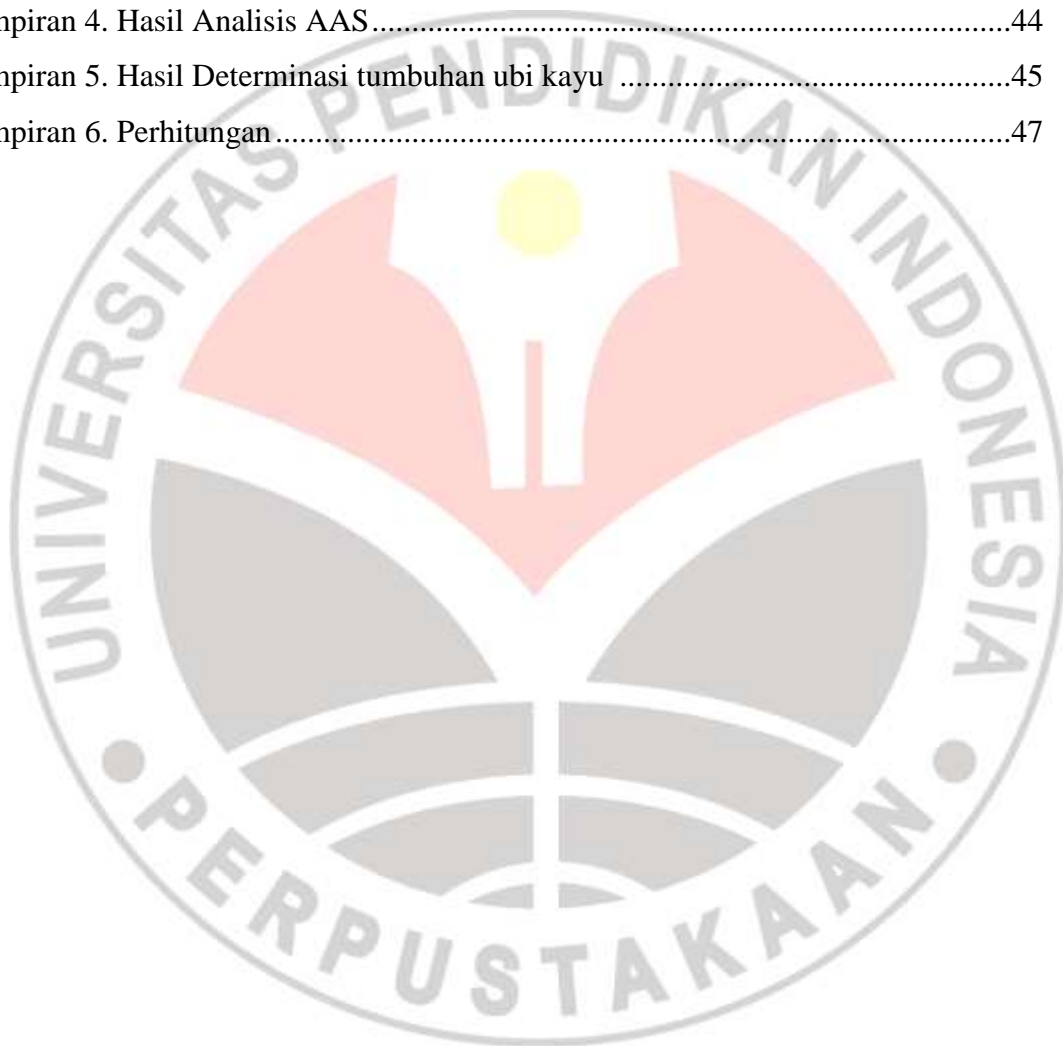 mpiran 4. Hasil Analisis AAS....................................................................................44
mpiran 5. Hasil Determinasi tumbuhan ubi kayu ...................................................45
mpiran 6. Perhitungan................................................................................................47
UNIVERSITAS PENDIDIKAN INDONESIA
PERPUSTAKAAN